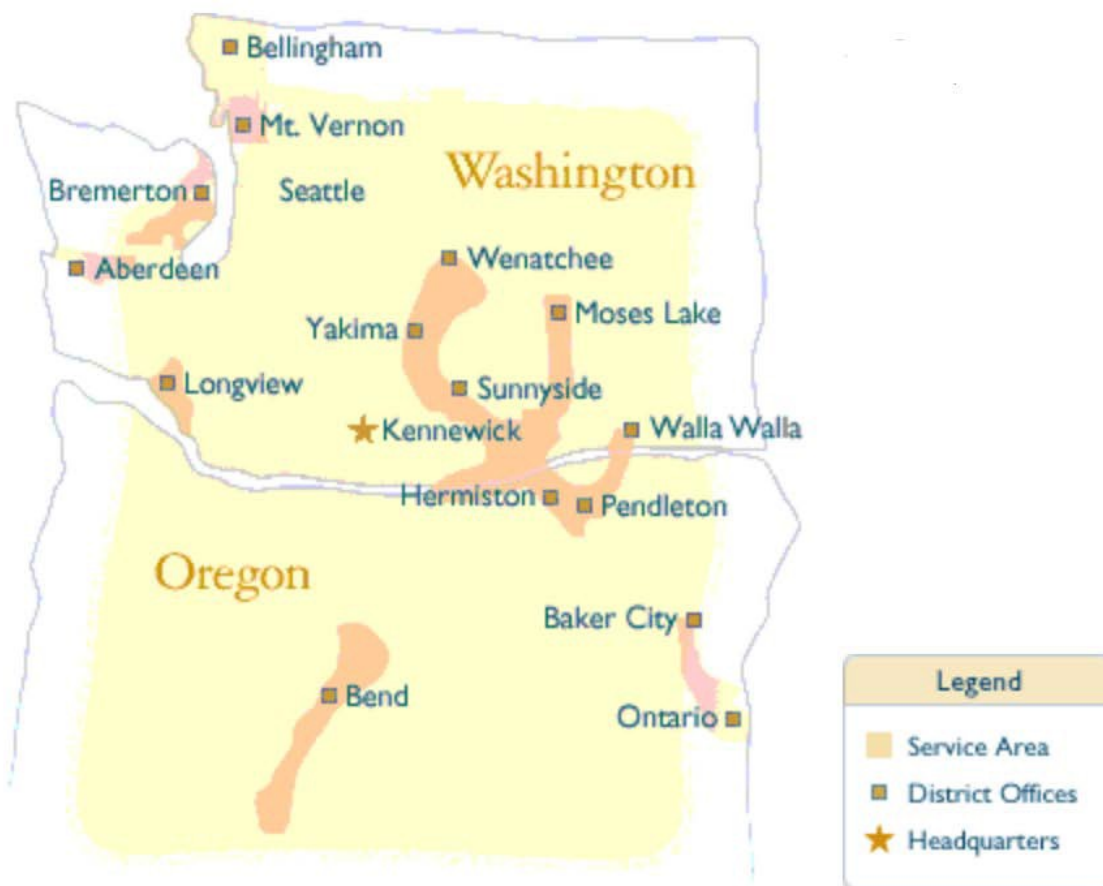 Bellingham
Mt. Vernon
Washington
Bremerton
Seattle
Wenatchee
Aberdeen
Moses Lake
Yakima
Longview
Sunnyside
Kennewick
Walla Walla
Hermiston
Pendleton
Oregon
Baker City
Bend
Ontario
Legend
Service Area
District Offices
Headquarters